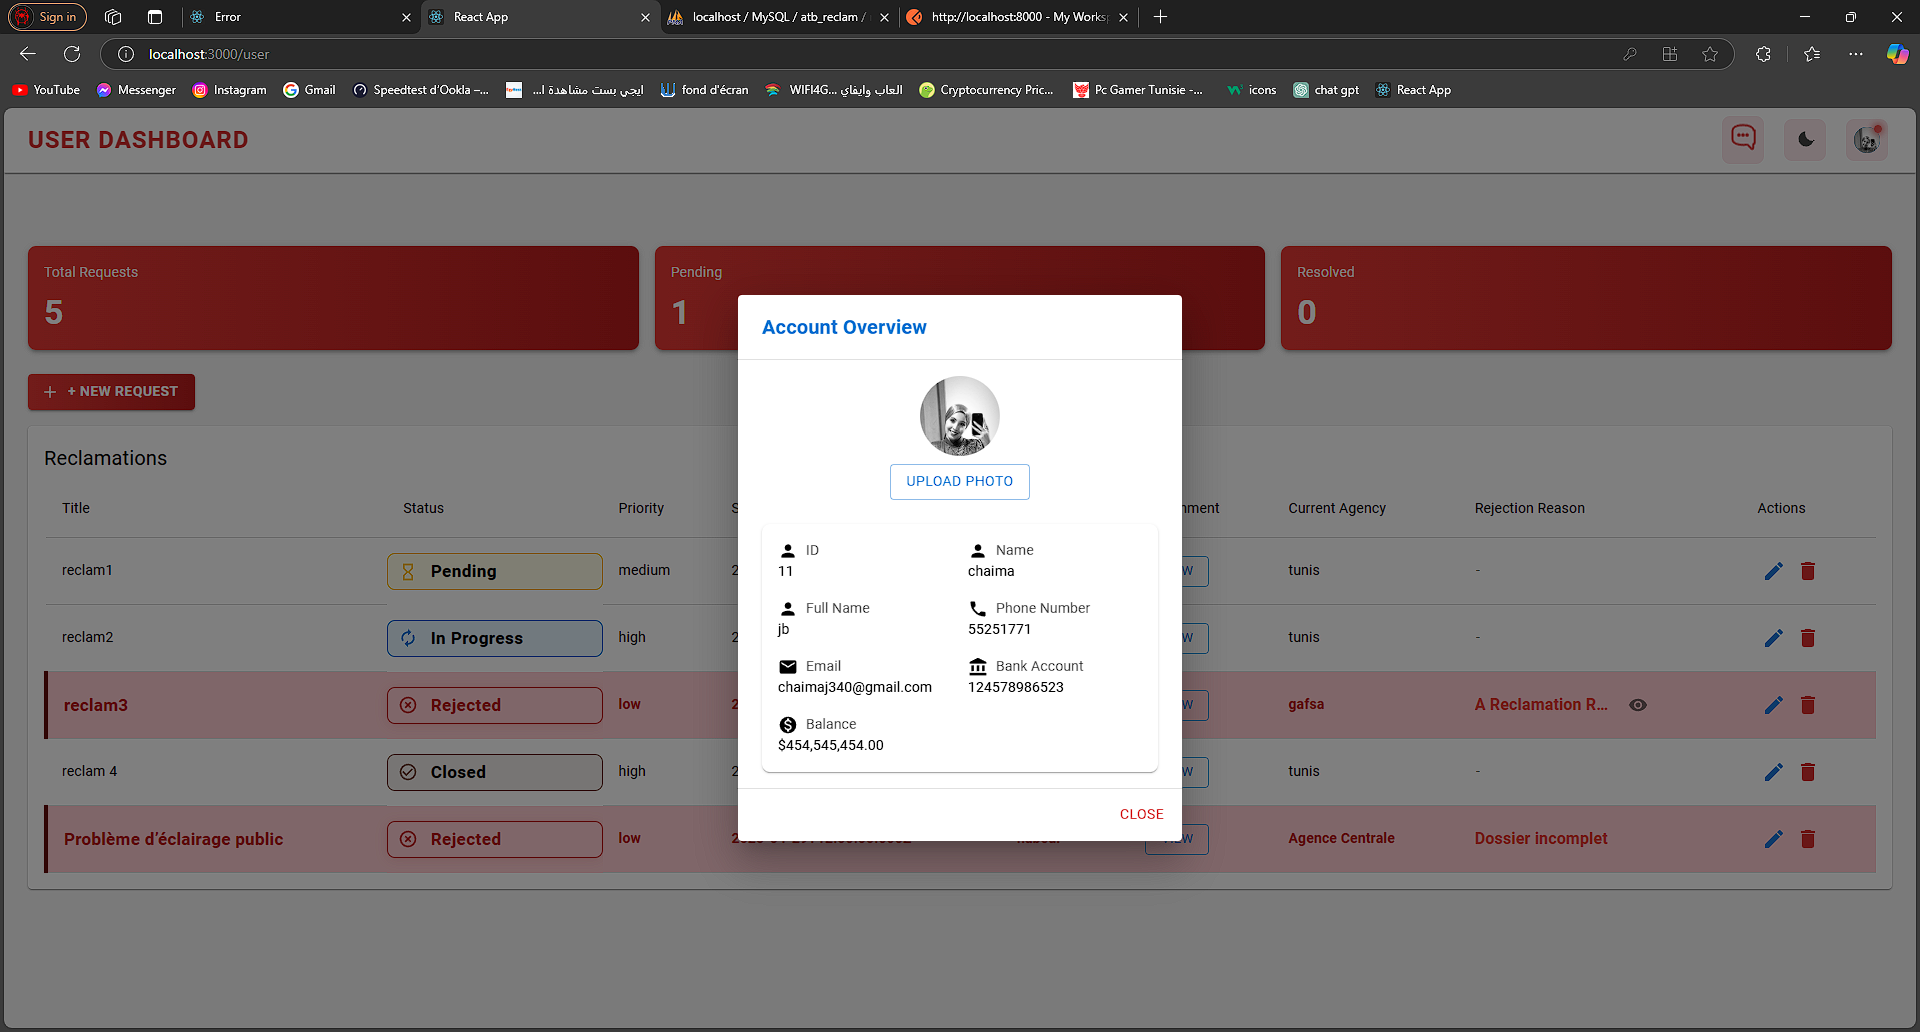 Sign in
Error
React App
localhost / MySQL / atb_reclam /
http://localhost:8000 - My Works
localhost:3000/user
YouTube
Messenger
Instagram
Gmail
Speedtest d'Ookla –...
ايجي بست مشاهدة ا...
fond d'écran
WIFI4G... العاب وايفاي
Cryptocurrency Pric...
Pc Gamer Tunisie -...
icons
chat gpt
React App
USER DASHBOARD
Total Requests
5
Pending
1
Resolved
0
+ NEW REQUEST
Account Overview
UPLOAD PHOTO
ID
11
Name
chaima
Full Name
jb
Phone Number
55251771
Email
chaimaj340@gmail.com
Bank Account
124578986523
Balance
$454,545,454.00
CLOSE
Reclamations
Title Status Priority S nment Current Agency Rejection Reason Actions
reclam1 Pending medium 2 W tunis -
reclam2 In Progress high 2 W tunis -
reclam3 Rejected low 2 W gafsa A Reclamation R...
reclam 4 Closed high 2 W tunis -
Problème d'éclairage public Rejected low Agence Centrale Dossier incomplet